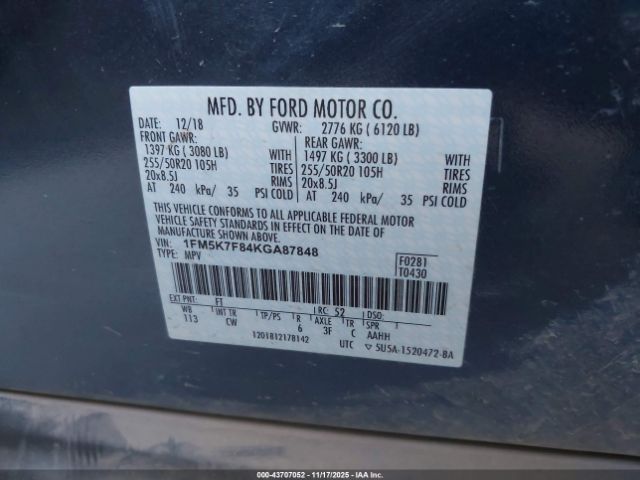 MFD. BY FORD MOTOR CO.
DATE: 12/18 GVWR: 2776 KG ( 6120 LB)
FRONT GAWR: REAR GAWR:
1397 KG ( 3080 LB) WITH 1497 KG ( 3300 LB) WITH
255/50R20 105H TIRES 255/50R20 105H TIRES
20x8.5J RIMS 20x8.5J RIMS
AT 240 kPa/ 35 PSI COLD AT 240 kPa/ 35 PSI COLD
THIS VEHICLE CONFORMS TO ALL APPLICABLE FEDERAL MOTOR
VEHICLE SAFETY STANDARDS IN EFFECT ON THE DATE OF
MANUFACTURE SHOWN ABOVE.
VIN: 1FM5K7F84KGA87848 F0281
TYPE: MPV T0430
EXT PNT: FT RC: 52 DSO:
WB INT TR TP/PS R AXLE TR SPR
113 CW 6 3F C AAHH
1201812178142 UTC ▽ 5U5A-1520472-BA
00-43707052 | 11/17/2025 - IAA Inc.